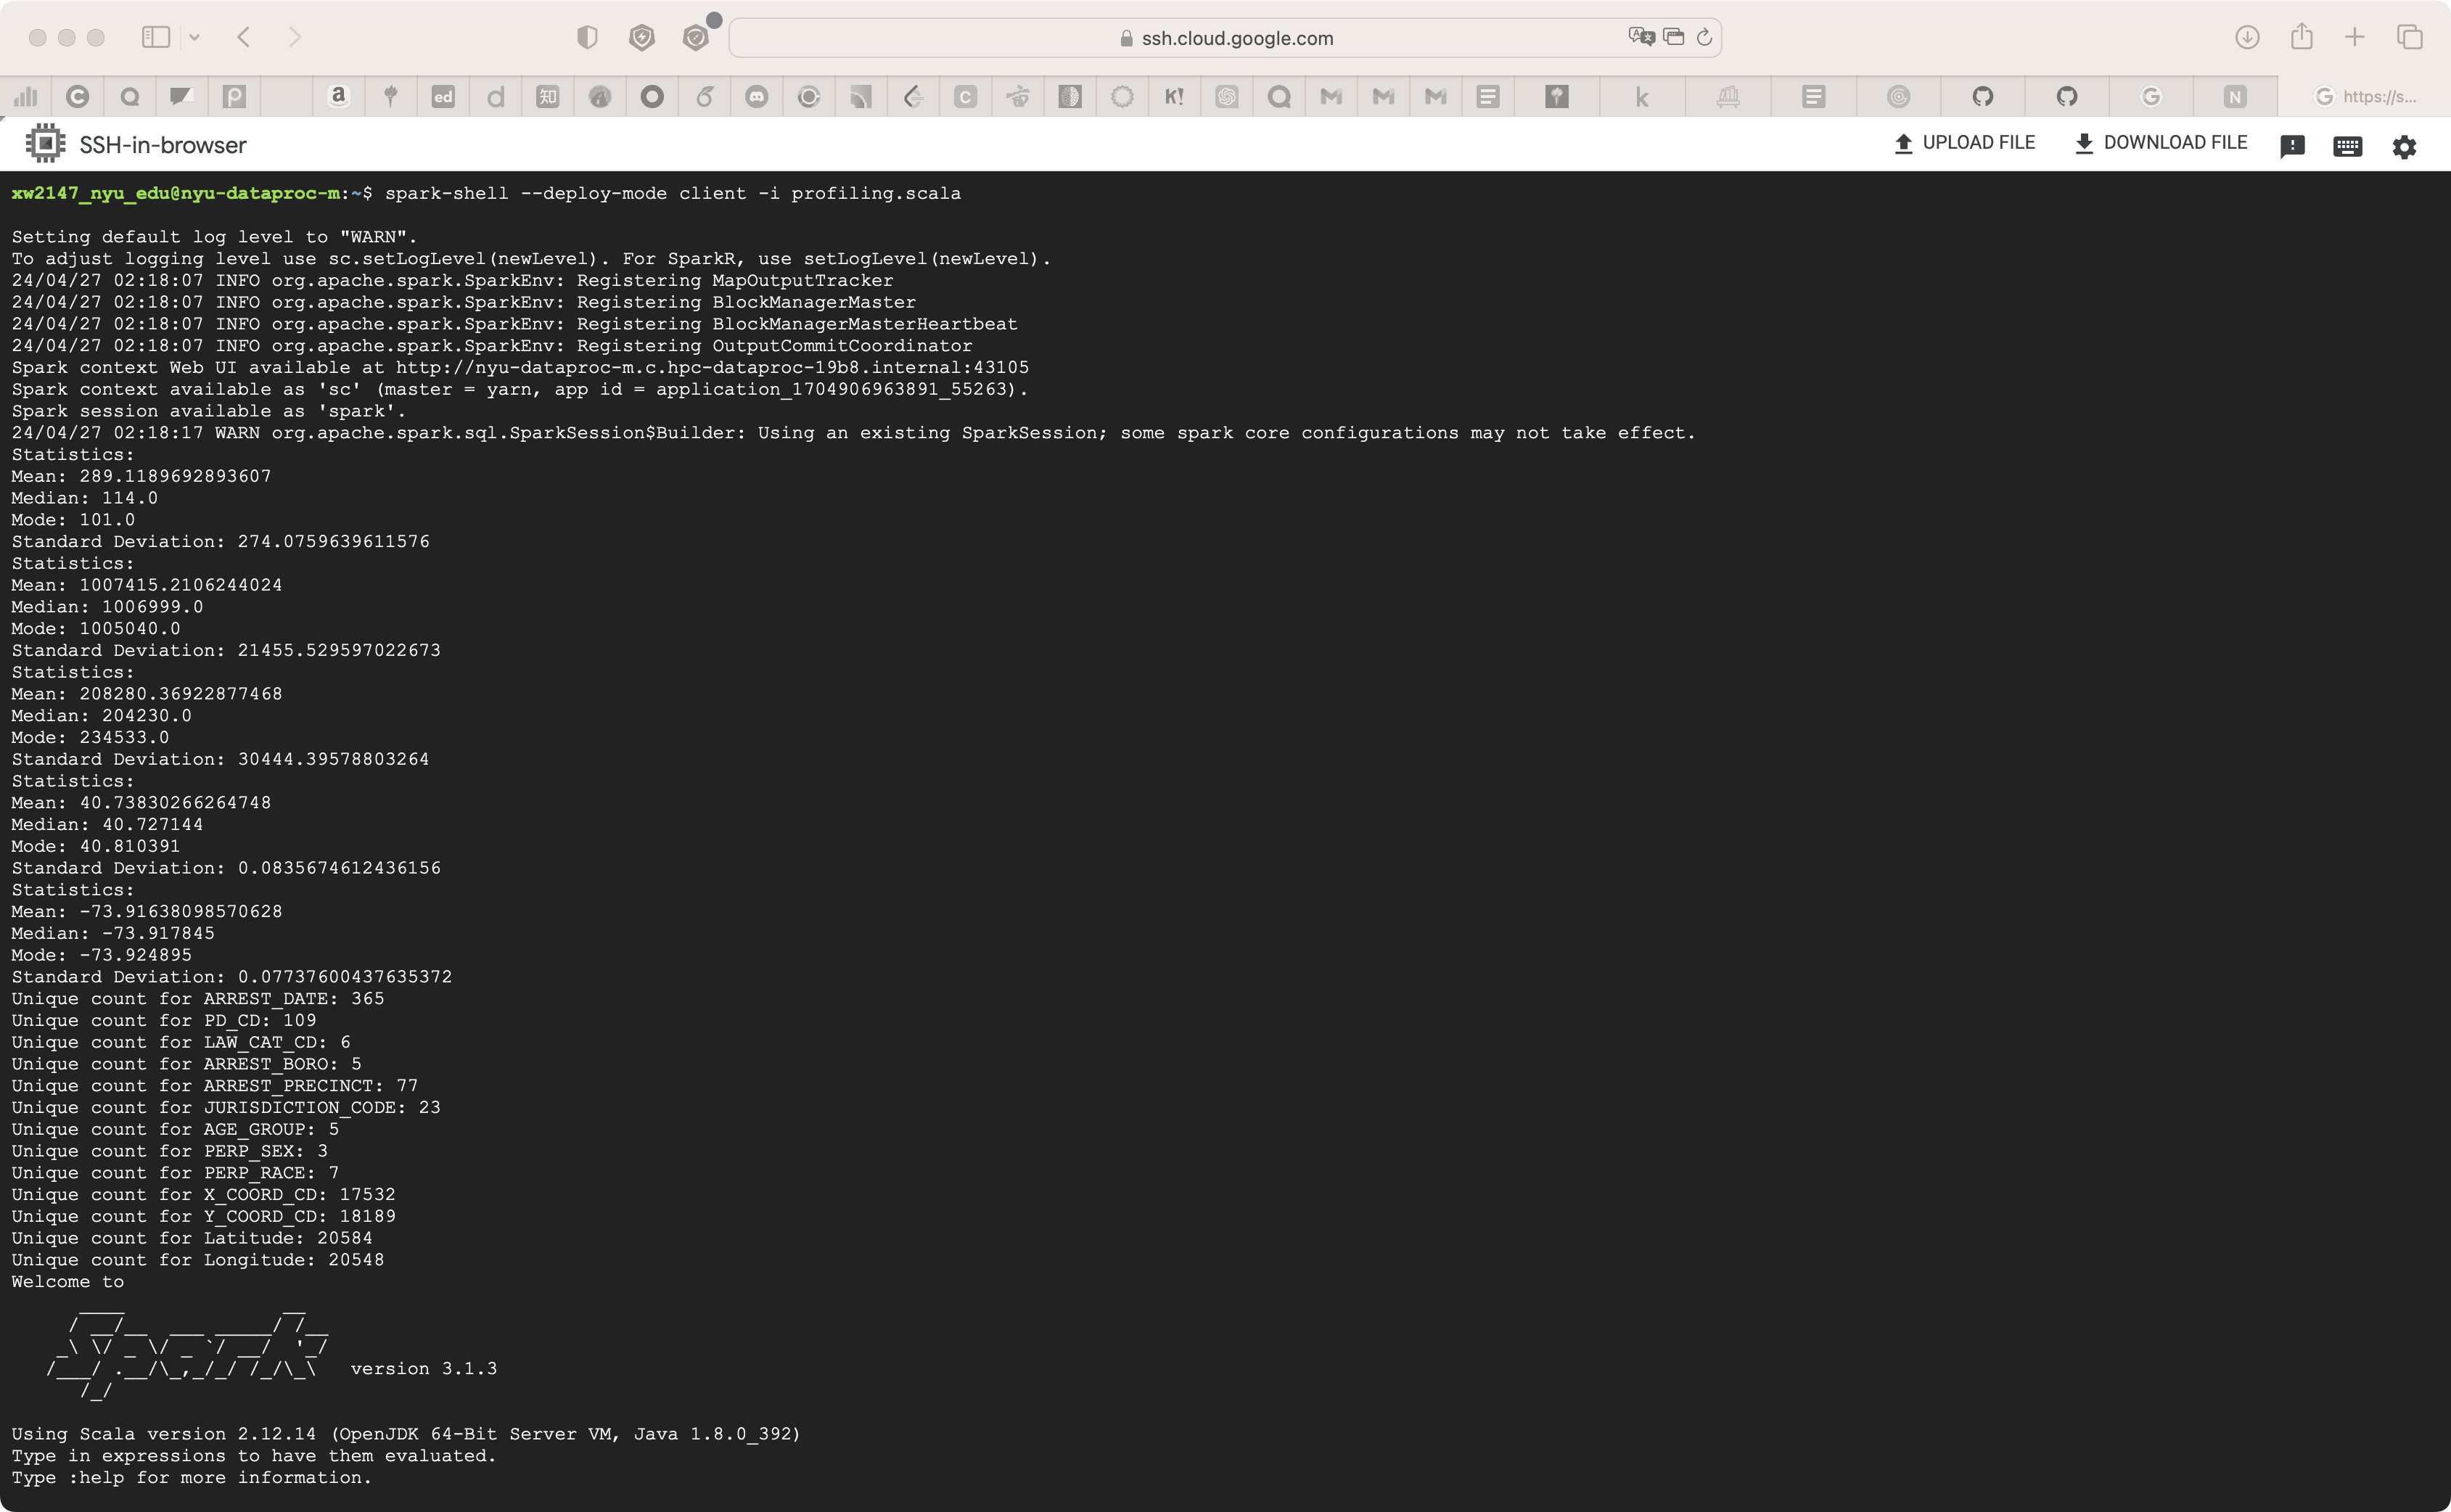 ssh.cloud.google.com
a ed d 知 C K! k G N G https://s...
SSH-in-browser UPLOAD FILE DOWNLOAD FILE
xw2147_nyu_edu@nyu-dataproc-m:~$ spark-shell --deploy-mode client -i profiling.scala
Setting default log level to "WARN".
To adjust logging level use sc.setLogLevel(newLevel). For SparkR, use setLogLevel(newLevel).
24/04/27 02:18:07 INFO org.apache.spark.SparkEnv: Registering MapOutputTracker
24/04/27 02:18:07 INFO org.apache.spark.SparkEnv: Registering BlockManagerMaster
24/04/27 02:18:07 INFO org.apache.spark.SparkEnv: Registering BlockManagerMasterHeartbeat
24/04/27 02:18:07 INFO org.apache.spark.SparkEnv: Registering OutputCommitCoordinator
Spark context Web UI available at http://nyu-dataproc-m.c.hpc-dataproc-19b8.internal:43105
Spark context available as 'sc' (master = yarn, app id = application_1704906963891_55263).
Spark session available as 'spark'.
24/04/27 02:18:17 WARN org.apache.spark.sql.SparkSession$Builder: Using an existing SparkSession; some spark core configurations may not take effect.
Statistics:
Mean: 289.1189692893607
Median: 114.0
Mode: 101.0
Standard Deviation: 274.0759639611576
Statistics:
Mean: 1007415.2106244024
Median: 1006999.0
Mode: 1005040.0
Standard Deviation: 21455.529597022673
Statistics:
Mean: 208280.36922877468
Median: 204230.0
Mode: 234533.0
Standard Deviation: 30444.39578803264
Statistics:
Mean: 40.73830266264748
Median: 40.727144
Mode: 40.810391
Standard Deviation: 0.0835674612436156
Statistics:
Mean: -73.91638098570628
Median: -73.917845
Mode: -73.924895
Standard Deviation: 0.07737600437635372
Unique count for ARREST_DATE: 365
Unique count for PD_CD: 109
Unique count for LAW_CAT_CD: 6
Unique count for ARREST_BORO: 5
Unique count for ARREST_PRECINCT: 77
Unique count for JURISDICTION_CODE: 23
Unique count for AGE_GROUP: 5
Unique count for PERP_SEX: 3
Unique count for PERP_RACE: 7
Unique count for X_COORD_CD: 17532
Unique count for Y_COORD_CD: 18189
Unique count for Latitude: 20584
Unique count for Longitude: 20548
Welcome to
Spark version 3.1.3
Using Scala version 2.12.14 (OpenJDK 64-Bit Server VM, Java 1.8.0_392)
Type in expressions to have them evaluated.
Type :help for more information.